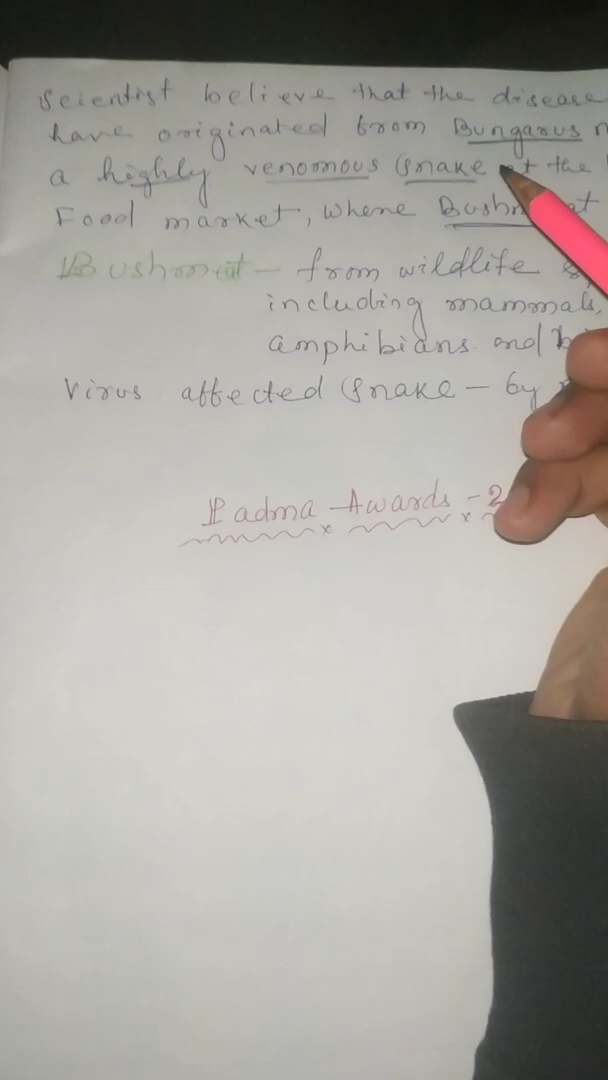 Scientist believe that the disease
have originated from Bungarus
a highly venomous snake at the
Food market, where
Bushmeat - from wildlife
including mammals,
amphibians and
Virus affected snake - by
Padma Awards - 2